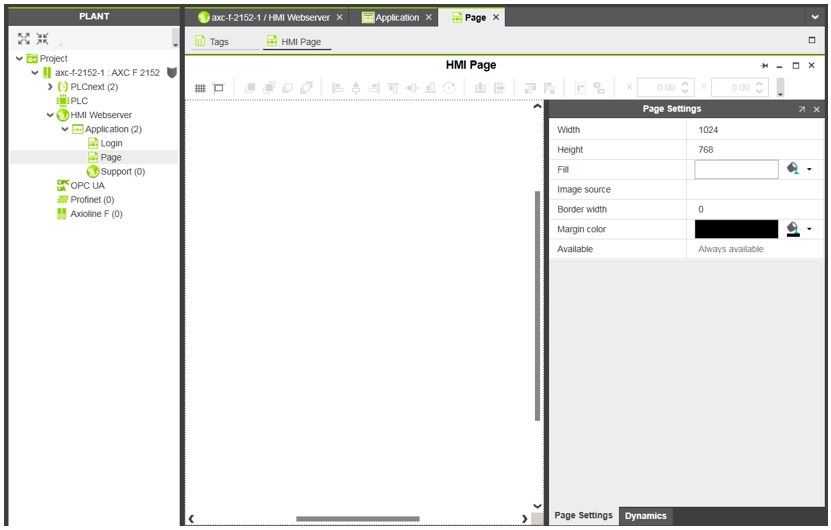 PLANT
Project
axc-f-2152-1 : AXC F 2152
PLCnext (2)
PLC
HMI Webserver
Application (2)
Login
Page
Support (0)
OPC UA
OPC UA
Profinet (0)
Axioline F (0)
axc-f-2152-1 / HMI Webserver
Application
Page
Tags
HMI Page
HMI Page
X
0.00
Y
0.00
Page Settings
Width
1024
Height
768
Fill
Image source
Border width
0
Margin color
Available
Always available
Page Settings
Dynamics